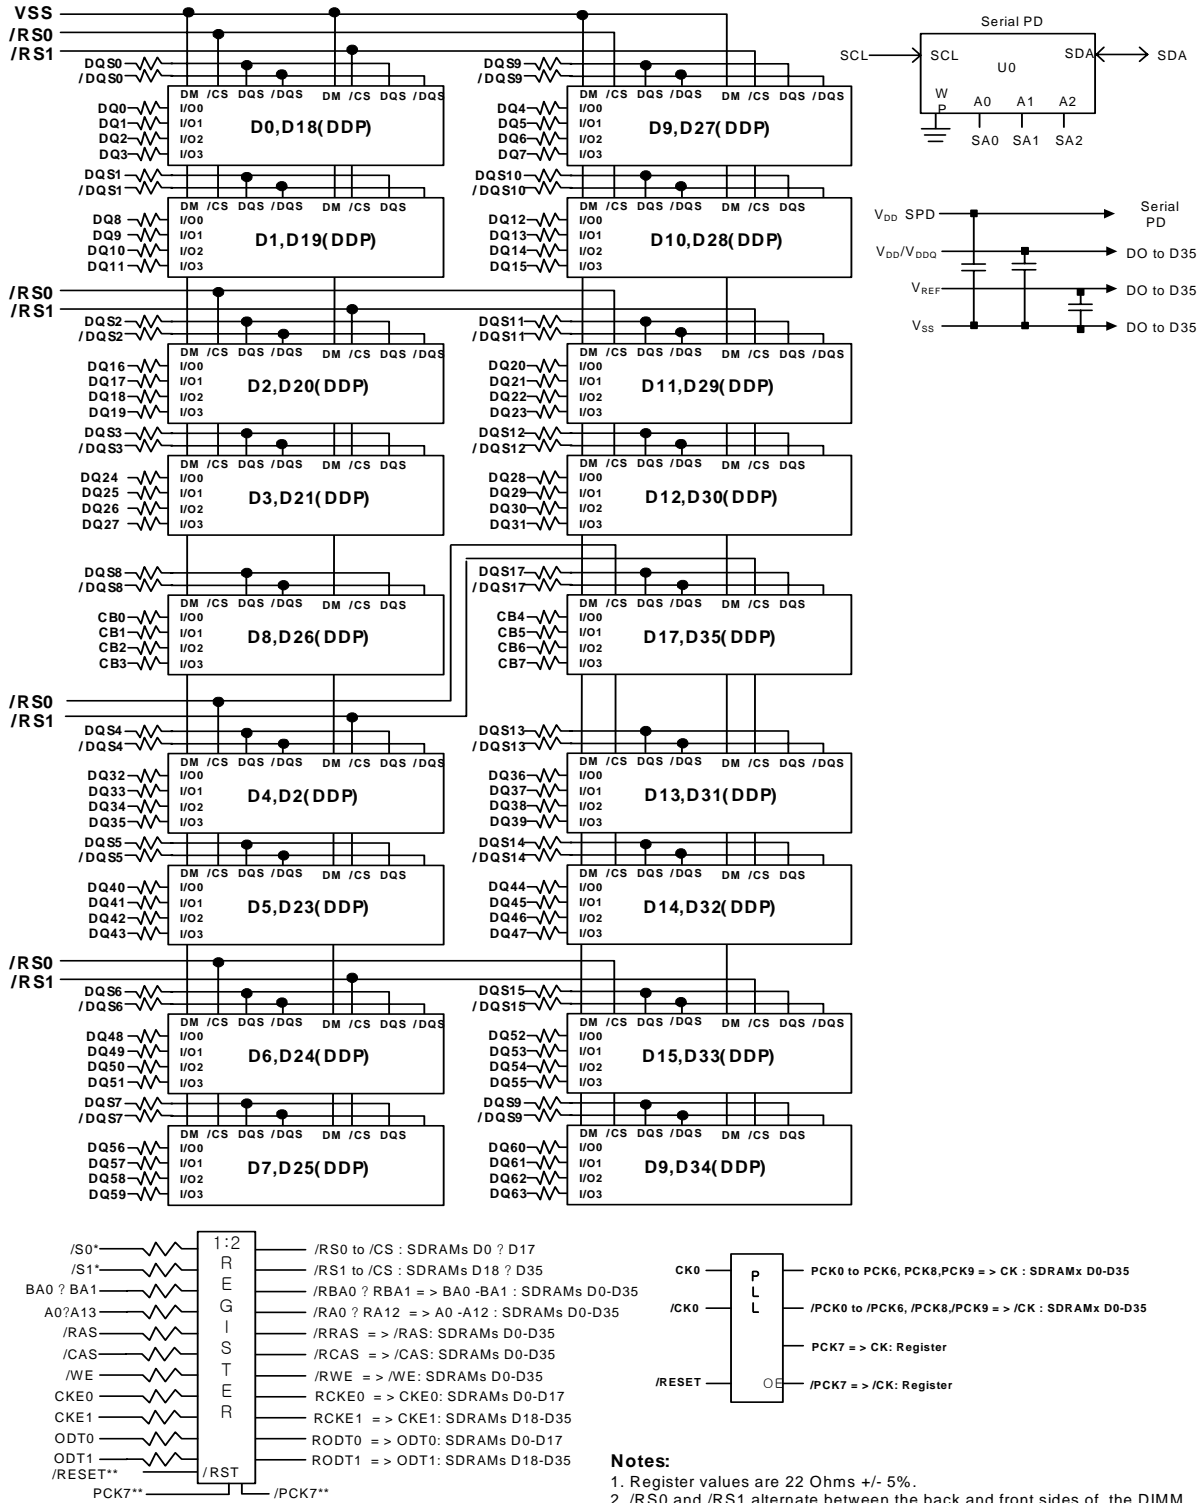 VSS
/RS0
/RS1
DQS0
/DQS0
DM /CS DQS /DQS DM /CS DQS /DQS
DQ0 I/O0
DQ1 I/O1
DQ2 I/O2
DQ3 I/O3
D0,D18(DDP)
DQS9
/DQS9
DM /CS DQS /DQS DM /CS DQS /DQS
DQ4 I/O0
DQ5 I/O1
DQ6 I/O2
DQ7 I/O3
D9,D27(DDP)
DQS1
/DQS1
DM /CS DQS /DQS DM /CS DQS
DQ8 I/O0
DQ9 I/O1
DQ10 I/O2
DQ11 I/O3
D1,D19(DDP)
DQS10
/DQS10
DM /CS DQS /DQS DM /CS DQS
DQ12 I/O0
DQ13 I/O1
DQ14 I/O2
DQ15 I/O3
D10,D28(DDP)
/RS0
/RS1
DQS2
/DQS2
DM /CS DQS /DQS DM /CS DQS /DQS
DQ16 I/O0
DQ17 I/O1
DQ18 I/O2
DQ19 I/O3
D2,D20(DDP)
DQS11
/DQS11
DM /CS DQS /DQS DM /CS DQS /DQS
DQ20 I/O0
DQ21 I/O1
DQ22 I/O2
DQ23 I/O3
D11,D29(DDP)
DQS3
/DQS3
DM /CS DQS /DQS DM /CS DQS
DQ24 I/O0
DQ25 I/O1
DQ26 I/O2
DQ27 I/O3
D3,D21(DDP)
DQS12
/DQS12
DM /CS DQS /DQS DM /CS DQS
DQ28 I/O0
DQ29 I/O1
DQ30 I/O2
DQ31 I/O3
D12,D30(DDP)
DQS8
/DQS8
DM /CS DQS /DQS DM /CS DQS
CB0 I/O0
CB1 I/O1
CB2 I/O2
CB3 I/O3
D8,D26(DDP)
DQS17
/DQS17
DM /CS DQS /DQS DM /CS DQS
CB4 I/O0
CB5 I/O1
CB6 I/O2
CB7 I/O3
D17,D35(DDP)
/RS0
/RS1
DQS4
/DQS4
DM /CS DQS /DQS DM /CS DQS /DQS
DQ32 I/O0
DQ33 I/O1
DQ34 I/O2
DQ35 I/O3
D4,D2(DDP)
DQS13
/DQS13
DM /CS DQS /DQS DM /CS DQS /DQS
DQ36 I/O0
DQ37 I/O1
DQ38 I/O2
DQ39 I/O3
D13,D31(DDP)
DQS5
/DQS5
DM /CS DQS /DQS DM /CS DQS
DQ40 I/O0
DQ41 I/O1
DQ42 I/O2
DQ43 I/O3
D5,D23(DDP)
DQS14
/DQS14
DM /CS DQS /DQS DM /CS DQS
DQ44 I/O0
DQ45 I/O1
DQ46 I/O2
DQ47 I/O3
D14,D32(DDP)
/RS0
/RS1
DQS6
/DQS6
DM /CS DQS /DQS DM /CS DQS /DQS
DQ48 I/O0
DQ49 I/O1
DQ50 I/O2
DQ51 I/O3
D6,D24(DDP)
DQS15
/DQS15
DM /CS DQS /DQS DM /CS DQS /DQS
DQ52 I/O0
DQ53 I/O1
DQ54 I/O2
DQ55 I/O3
D15,D33(DDP)
DQS7
/DQS7
DM /CS DQS /DQS DM /CS DQS
DQ56 I/O0
DQ57 I/O1
DQ58 I/O2
DQ59 I/O3
D7,D25(DDP)
DQS9
/DQS9
DM /CS DQS /DQS DM /CS DQS
DQ60 I/O0
DQ61 I/O1
DQ62 I/O2
DQ63 I/O3
D9,D34(DDP)
Serial PD
SCL SCL SDA SDA
U0
WP A0 A1 A2
SA0 SA1 SA2
VDD SPD Serial PD
VDD/VDDQ DO to D35
VREF DO to D35
VSS DO to D35
1:2 REGISTER
/S0* /RS0 to /CS : SDRAMs D0 ? D17
/S1* /RS1 to /CS : SDRAMs D18 ? D35
BA0 ? BA1 /RBA0 ? RBA1 = > BA0 -BA1 : SDRAMs D0-D35
A0?A13 /RA0 ? RA12 = > A0 -A12 : SDRAMs D0-D35
/RAS /RRAS = > /RAS: SDRAMs D0-D35
/CAS /RCAS = > /CAS: SDRAMs D0-D35
/WE /RWE = > /WE: SDRAMs D0-D35
CKE0 RCKE0 = > CKE0: SDRAMs D0-D17
CKE1 RCKE1 = > CKE1: SDRAMs D18-D35
ODT0 RODT0 = > ODT0: SDRAMs D0-D17
ODT1 RODT1 = > ODT1: SDRAMs D18-D35
/RESET** /RST
PCK7** /PCK7**
PLL
CK0 PCK0 to PCK6, PCK8,PCK9 = > CK : SDRAMx D0-D35
/CK0 /PCK0 to /PCK6, /PCK8,/PCK9 = > /CK : SDRAMx D0-D35
PCK7 = > CK: Register
/RESET OE /PCK7 = > /CK: Register
Notes:
1. Register values are 22 Ohms +/- 5%.
2. /RS0 and /RS1 alternate between the back and front sides of the DIMM